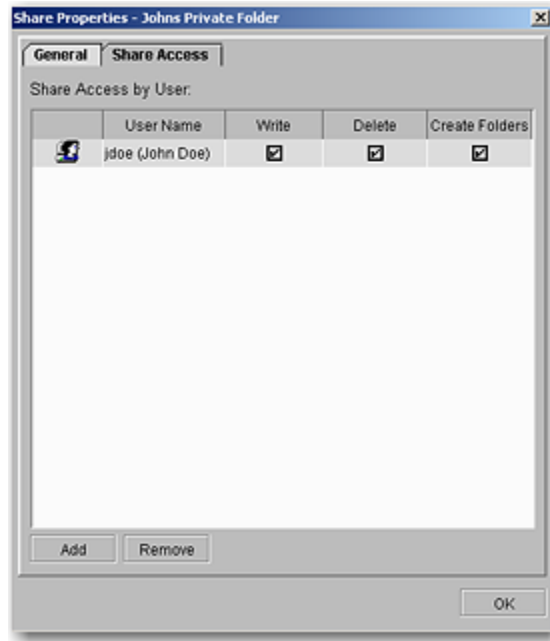 Share Properties - Johns Private Folder
General Share Access
Share Access by User:
User Name Write Delete Create Folders
jdoe (John Doe)
Add Remove
OK